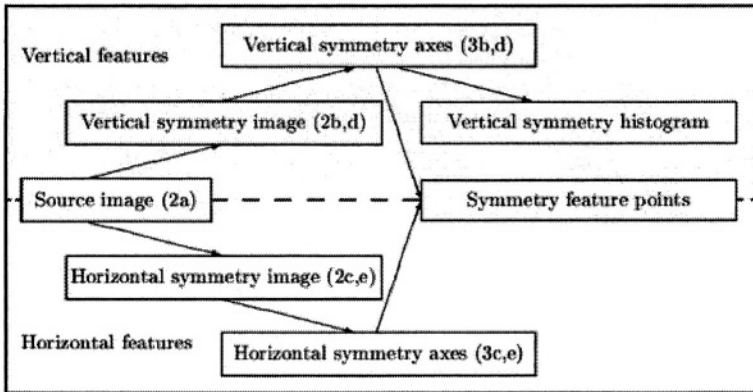 Vertical symmetry axes (3b,d)
Vertical features
Vertical symmetry image (2b,d)
Vertical symmetry histogram
Source image (2a)
Symmetry feature points
Horizontal symmetry image (2c,e)
Horizontal features
Horizontal symmetry axes (3c,e)